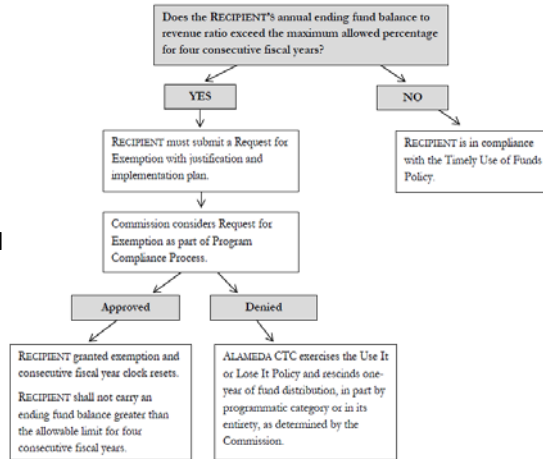 Does the RECIPIENT'S annual ending fund balance to
revenue ratio exceed the maximum allowed percentage
for four consecutive fiscal years?
YES
NO
RECIPIENT must submit a Request for
Exemption with justification and
implementation plan.
RECIPIENT is in compliance
with the Timely Use of Funds
Policy.
Commission considers Request for
Exemption as part of Program
Compliance Process.
Approved
Denied
RECIPIENT granted exemption and
consecutive fiscal year clock resets.
RECIPIENT shall not carry an
ending fund balance greater than
the allowable limit for four
consecutive fiscal years.
ALAMEDA CTC exercises the Use It
or Lose It Policy and rescinds one-
year of fund distribution, in part by
programmatic category or in its
entirety, as determined by the
Commission.